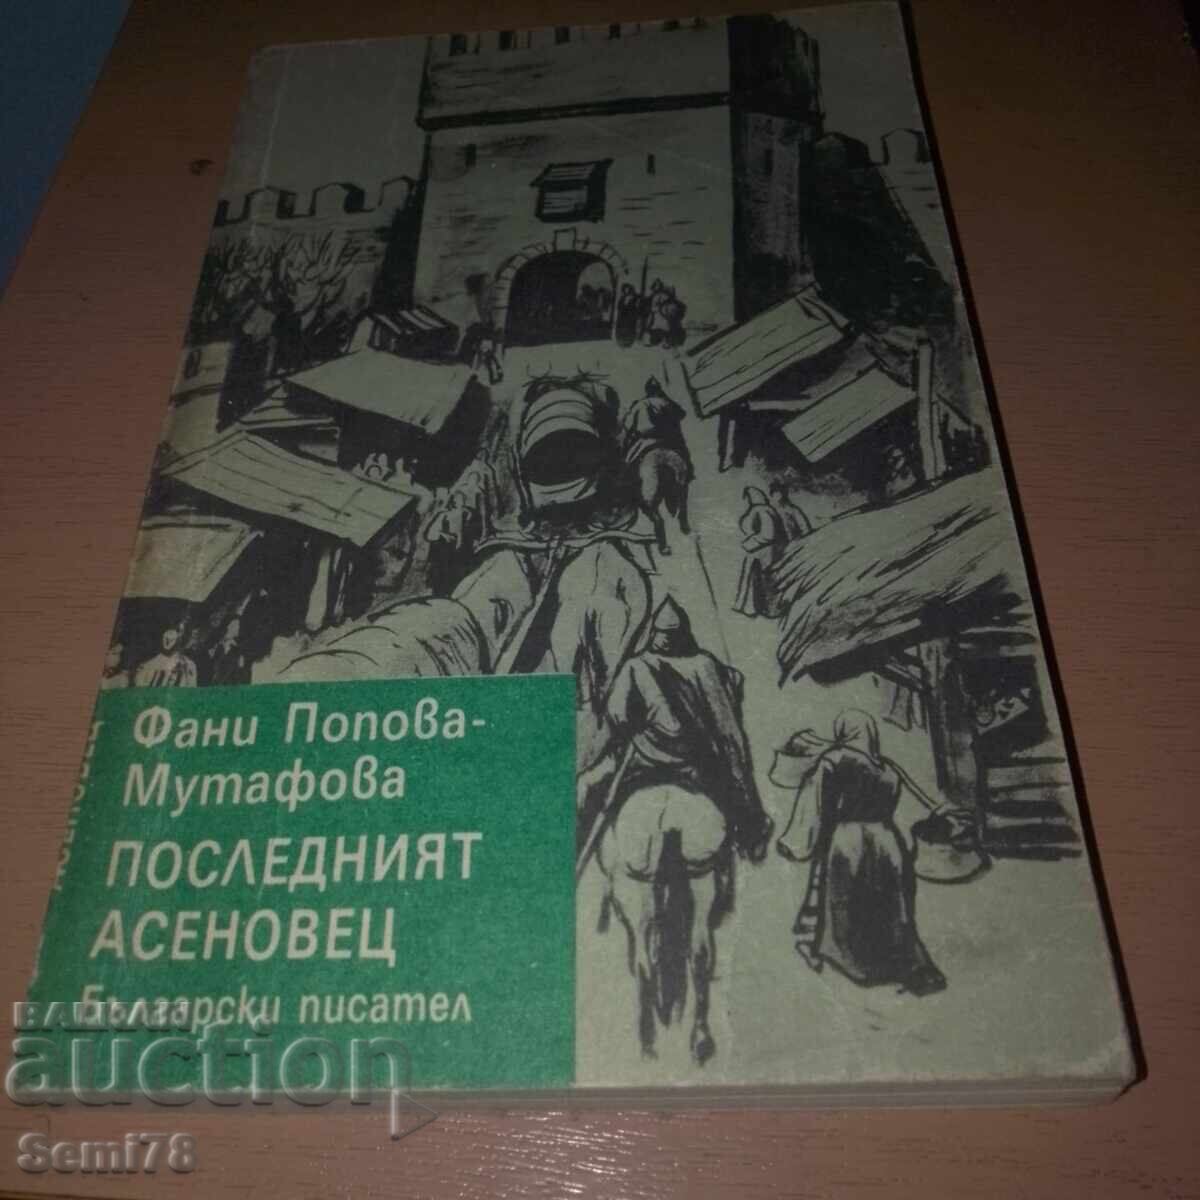 Фани Попова-
Мутафова
ПОСЛЕДНИЯТ
АСЕНОВЕЦ
Български писател
auction
Semi78